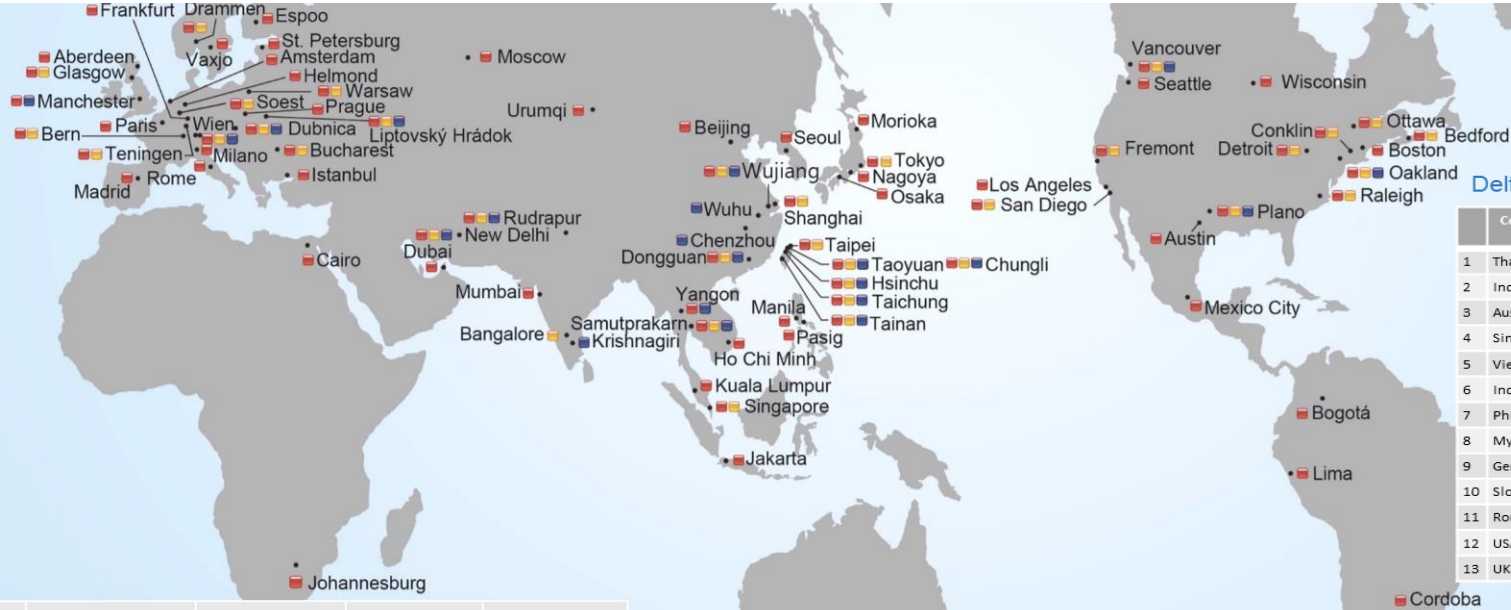 Frankfurt
Drammen
Espoo
St. Petersburg
Vaxjo
Amsterdam
Aberdeen
Glasgow
Helmond
Moscow
Warsaw
Manchester
Soest
Prague
Paris
Wien
Dubnica
Liptovský Hrádok
Bern
Teningen
Milano
Bucharest
Madrid
Rome
Istanbul
Urumqi
Beijing
Seoul
Morioka
Tokyo
Nagoya
Osaka
Wujiang
Wuhu
Shanghai
Chenzhou
Dongguan
Taipei
Taoyuan
Chungli
Hsinchu
Taichung
Tainan
Rudrapur
New Delhi
Dubai
Cairo
Mumbai
Yangon
Manila
Bangalore
Samutprakarn
Krishnagiri
Pasig
Ho Chi Minh
Kuala Lumpur
Singapore
Jakarta
Johannesburg
Vancouver
Seattle
Wisconsin
Ottawa
Conklin
Bedford
Fremont
Detroit
Boston
Oakland
Los Angeles
San Diego
Raleigh
Plano
Austin
Mexico City
Bogotá
Lima
Cordoba
1
2
3
4
5
6
7
8
9
10
11
12
13 UK